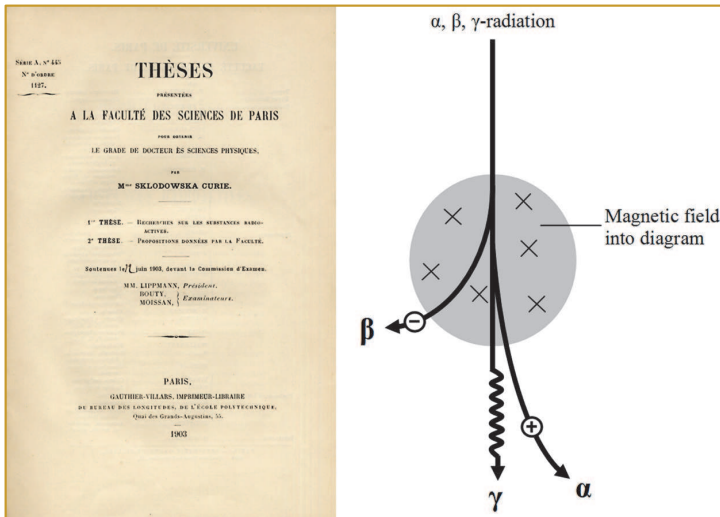 SÉRIE A, N° 445
N° D'ORDRE
1127.
THÈSES
PRÉSENTÉES
A LA FACULTÉ DES SCIENCES DE PARIS
POUR OBTENIR
LE GRADE DE DOCTEUR ÈS SCIENCES PHYSIQUES,
PAR
Mme SKLODOWSKA CURIE.
1re THÈSE. — RECHERCHES SUR LES SUBSTANCES RADIO-
ACTIVES.
2e THÈSE. — PROPOSITIONS DONNÉES PAR LA FACULTÉ.
Soutenues le juin 1903, devant la Commission d'Examen.
MM. LIPPMANN, Président.
BOUTY,
MOISSAN, } Examinateurs.
PARIS,
GAUTHIER-VILLARS, IMPRIMEUR-LIBRAIRE
DU BUREAU DES LONGITUDES, DE L'ÉCOLE POLYTECHNIQUE,
Quai des Grands-Augustins, 55.
1903
α, β, γ-radiation
Magnetic field
into diagram
β
−
+
γ
α